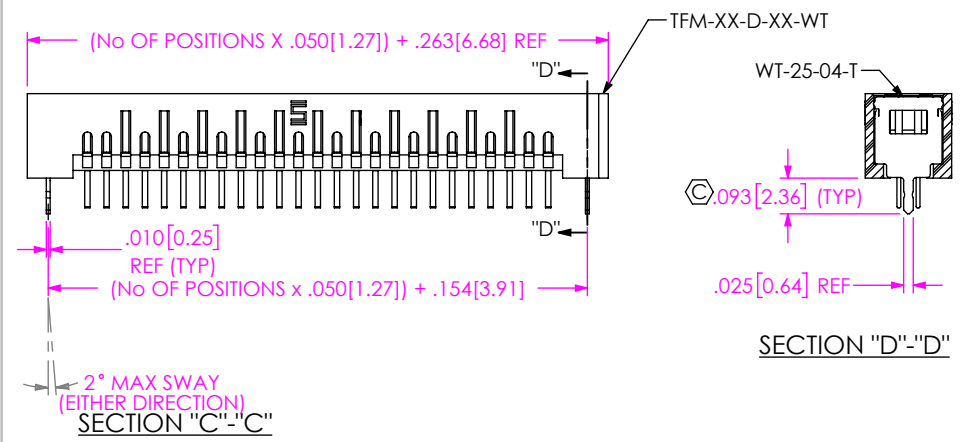 TFM-XX-D-XX-WT
(No OF POSITIONS X .050[1.27]) + .263[6.68] REF
"D"
WT-25-04-T
C .093[2.36] (TYP)
"D"
.010[0.25]
REF (TYP)
(No OF POSITIONS x .050[1.27]) + .154[3.91]
.025[0.64] REF
SECTION "D"-"D"
2° MAX SWAY
(EITHER DIRECTION)
SECTION "C"-"C"